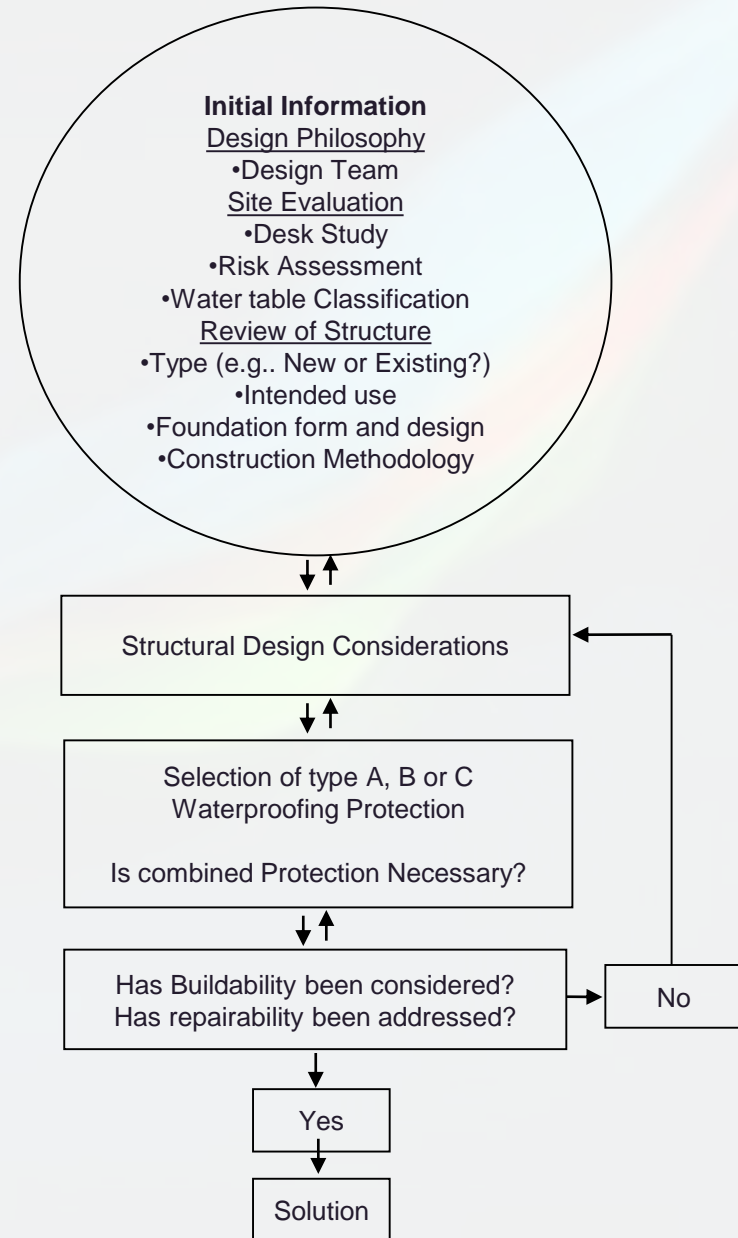 Initial Information
Design Philosophy
•Design Team
Site Evaluation
•Desk Study
•Risk Assessment
•Water table Classification
Review of Structure
•Type (e.g.. New or Existing?)
•Intended use
•Foundation form and design
•Construction Methodology
Structural Design Considerations
Selection of type A, B or C
Waterproofing Protection
Is combined Protection Necessary?
Has Buildability been considered?
Has repairability been addressed?
No
Yes
Solution